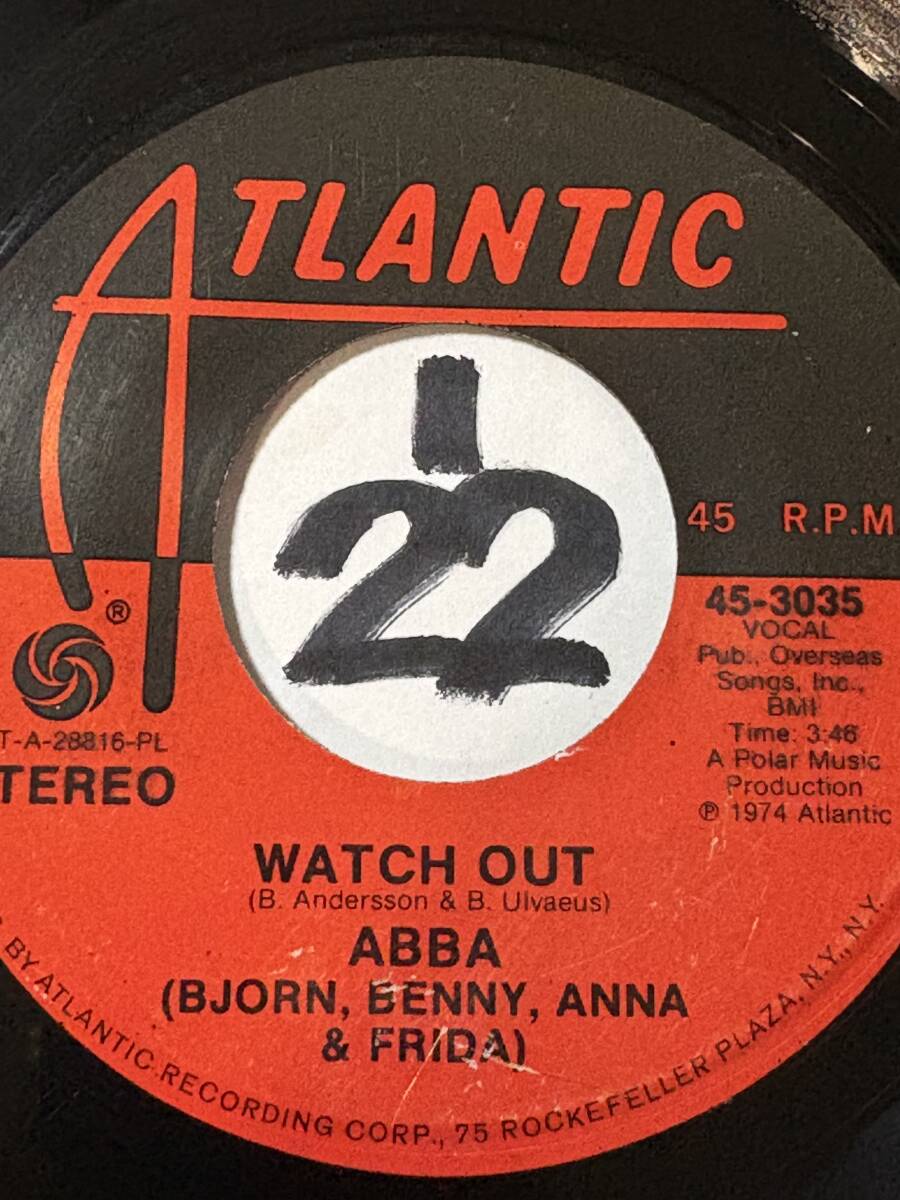 ATLANTIC
1
22
45 R.P.M
®
T-A-28816-PL
TEREO
45-3035
VOCAL
Pub., Overseas
Songs, Inc.,
BMI
Time: 3:46
A Polar Music
Production
℗ 1974 Atlantic
WATCH OUT
(B. Andersson & B. Ulvaeus)
ABBA
(BJORN, BENNY, ANNA
& FRIDA)
BY ATLANTIC RECORDING CORP., 75 ROCKEFELLER PLAZA, N.Y., N.Y.